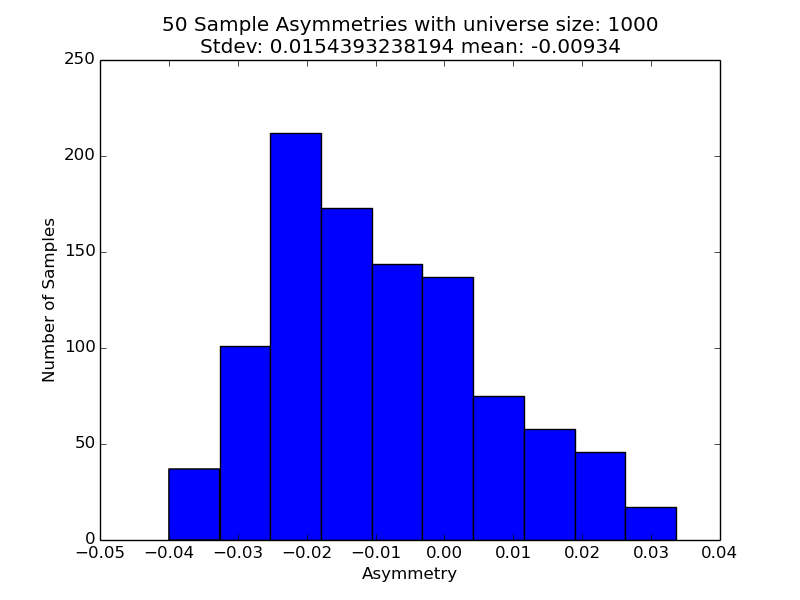 50 Sample Asymmetries with universe size: 1000
Stdev: 0.0154393238194 mean: -0.00934
250
200
150
100
50
0
Number of Samples
−0.05 −0.04 −0.03 −0.02 −0.01 0.00 0.01 0.02 0.03 0.04
Asymmetry